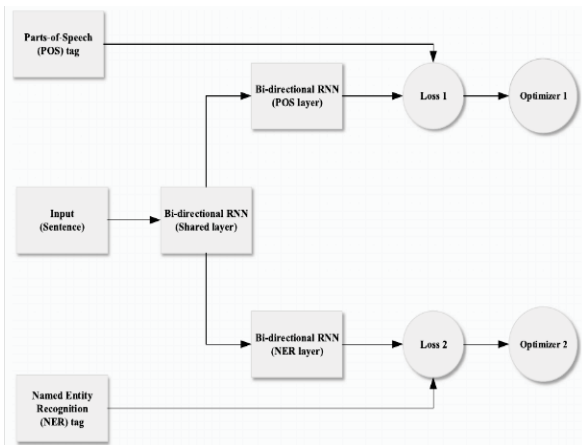 Parts-of-Speech
(POS) tag
Bi-directional RNN
(POS layer)
Loss 1
Optimizer 1
Input
(Sentence)
Bi-directional RNN
(Shared layer)
Bi-directional RNN
(NER layer)
Loss 2
Optimizer 2
Named Entity
Recognition
(NER) tag